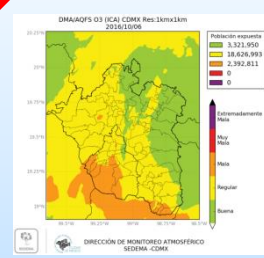 DMA/AQFS O3 (ICA) CDMX Res:1kmx1km
2016/10/06
Población expuesta
3,321,950
18,626,993
2,392,811
0
0
Extremadamente
Mala
Muy
Mala
Mala
Regular
Buena
DIRECCIÓN DE MONITOREO ATMOSFÉRICO
SEDEMA -CDMX